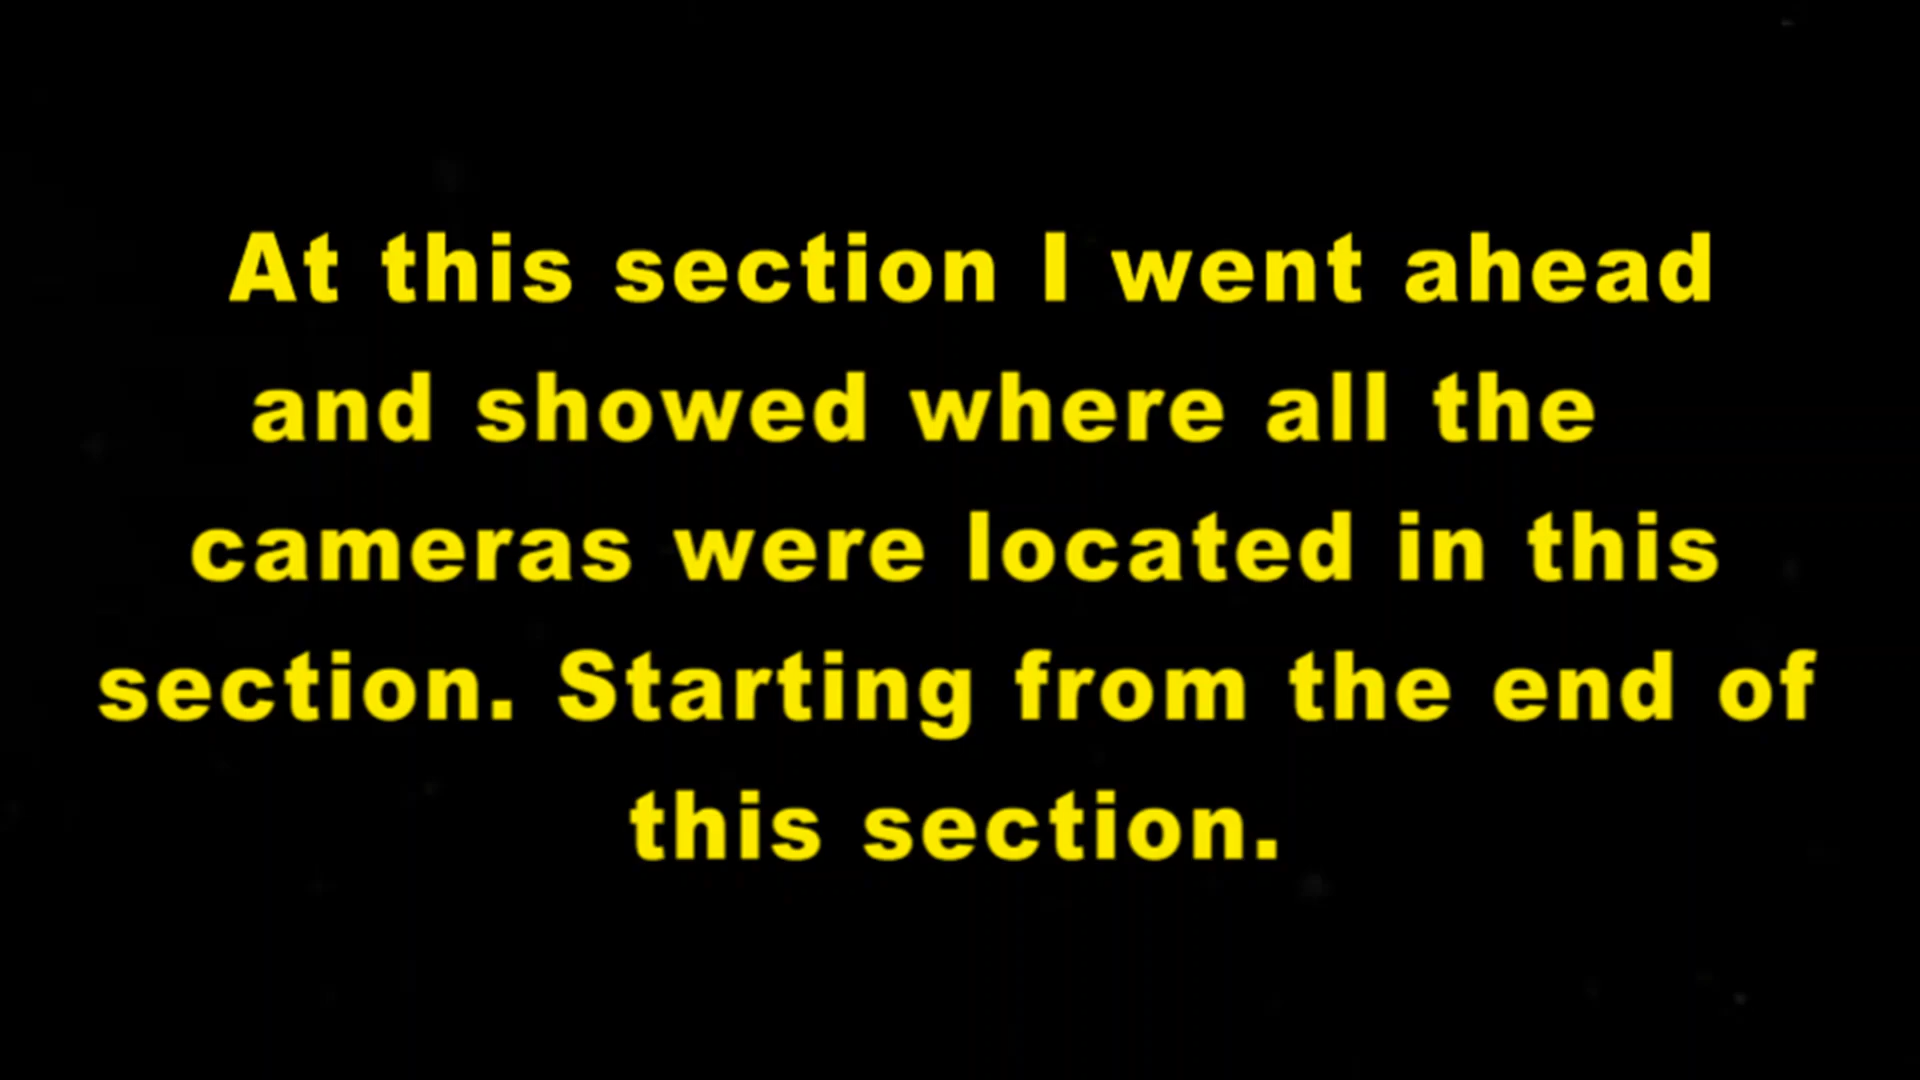 At this section I went ahead
and showed where all the
cameras were located in this
section. Starting from the end of
this section.